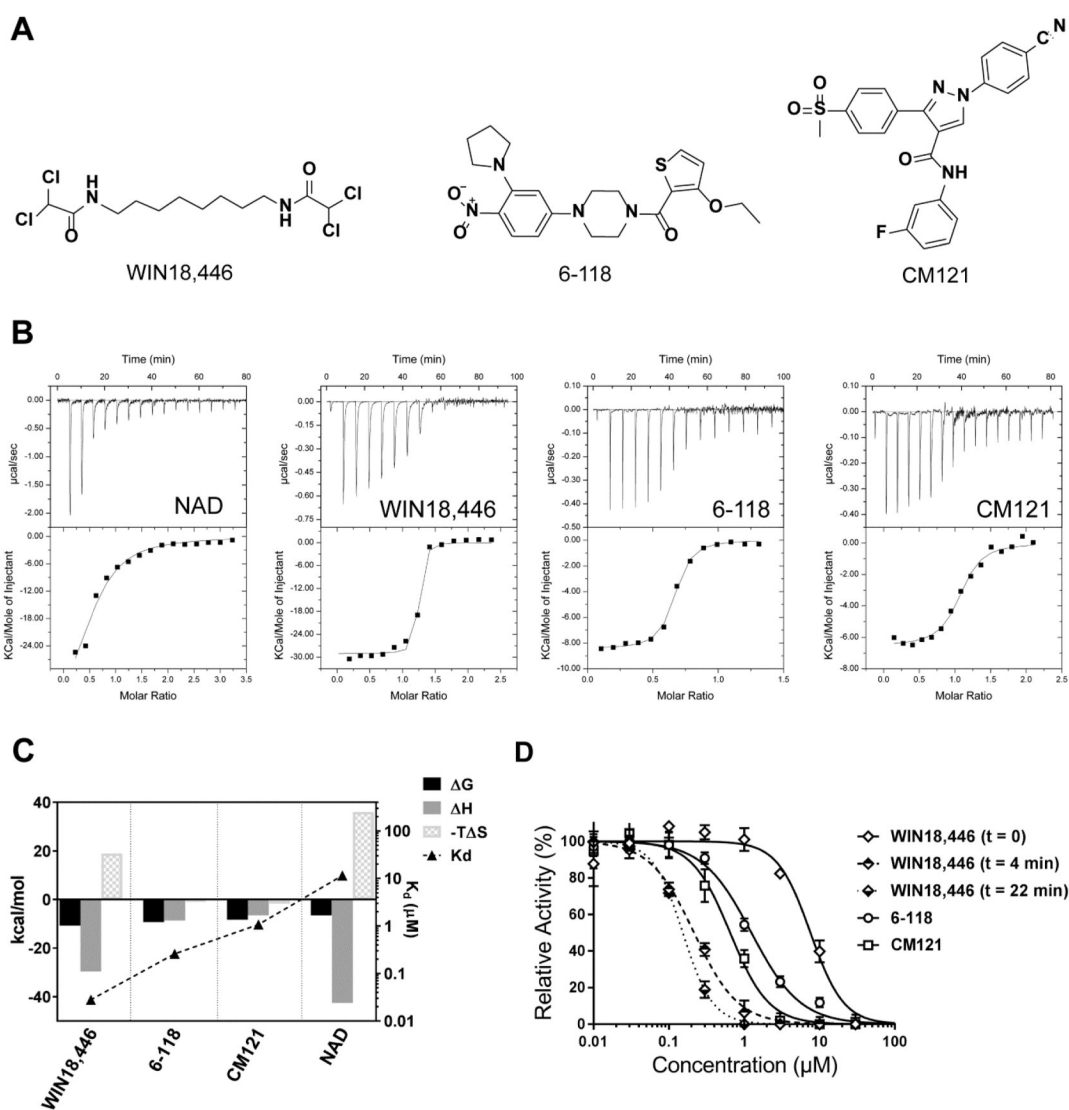 A
Cl
Cl
O
H
N
N
H
O
Cl
Cl
WIN18,446
N
O⁻
N⁺
O
N
N
S
O
O
6-118
O
O=S
N
N
C
N
O
NH
F
CM121
B
Time (min)
0 20 40 60 80
0.00
-0.50
-1.00
-1.50
-2.00
µcal/sec
NAD
0.00
-6.00
-12.00
-18.00
-24.00
KCal/Mole of Injectant
0.0 0.5 1.0 1.5 2.0 2.5 3.0 3.5
Molar Ratio
Time (min)
0 20 40 60 80 100
0.00
-0.15
-0.30
-0.45
-0.60
-0.75
µcal/sec
WIN18,446
0.00
-6.00
-12.00
-18.00
-24.00
-30.00
KCal/Mole of Injectant
0.0 0.5 1.0 1.5 2.0 2.5
Molar Ratio
Time (min)
0 10 20 30 40 50 60 70 80 90 100
0.10
0.00
-0.10
-0.20
-0.30
-0.40
-0.50
µcal/sec
6-118
0.00
-2.00
-4.00
-6.00
-8.00
-10.00
KCal/Mole of Injectant
0.0 0.5 1.0 1.5
Molar Ratio
Time (min)
0 20 40 60 80
0.10
0.00
-0.10
-0.20
-0.30
-0.40
µcal/sec
CM121
0.00
-2.00
-4.00
-6.00
-8.00
KCal/Mole of Injectant
0.0 0.5 1.0 1.5 2.0 2.5
Molar Ratio
C
40
20
0
-20
-40
kcal/mol
100
10
1
0.1
0.01
Kd (µM)
WIN18,446
6-118
CM121
NAD
ΔG
ΔH
-TΔS
Kd
D
100
80
60
40
20
0
Relative Activity (%)
0.01 0.1 1 10 100
Concentration (µM)
WIN18,446 (t = 0)
WIN18,446 (t = 4 min)
WIN18,446 (t = 22 min)
6-118
CM121